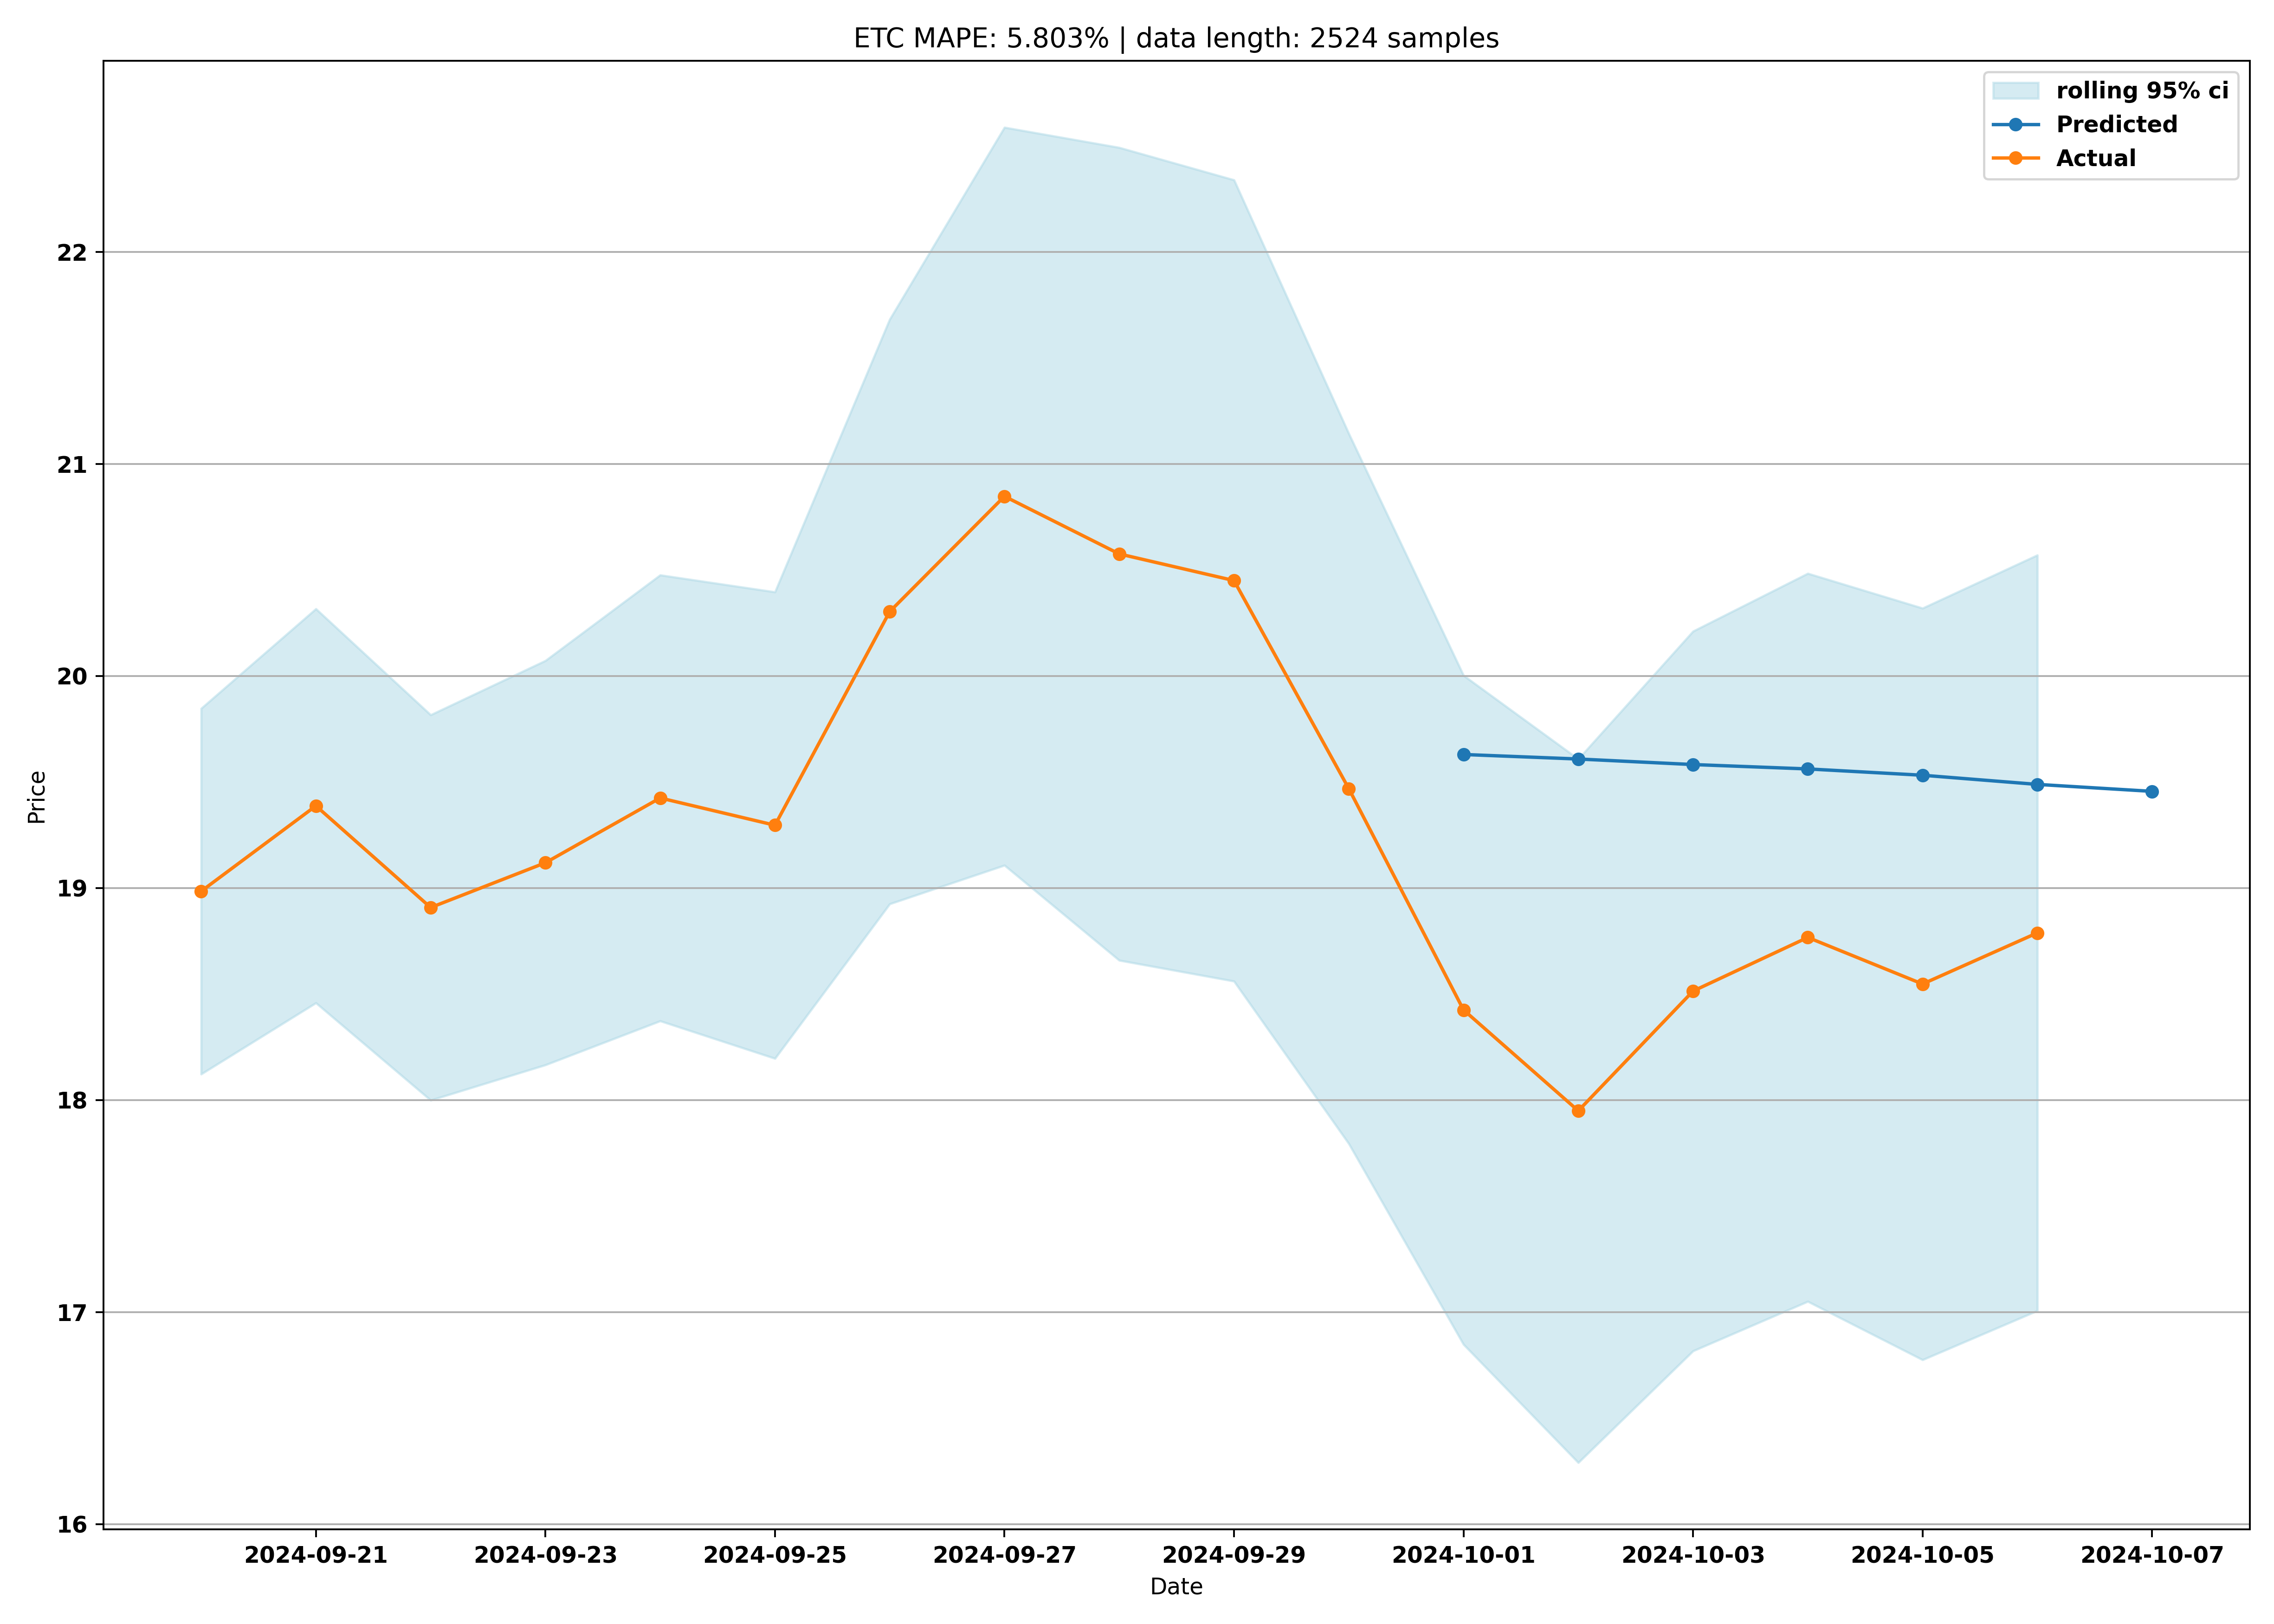 ETC MAPE: 5.803% | data length: 2524 samples
rolling 95% ci
Predicted
Actual
22
21
20
19
18
17
16
Price
2024-09-21 2024-09-23 2024-09-25 2024-09-27 2024-09-29 2024-10-01 2024-10-03 2024-10-05 2024-10-07
Date